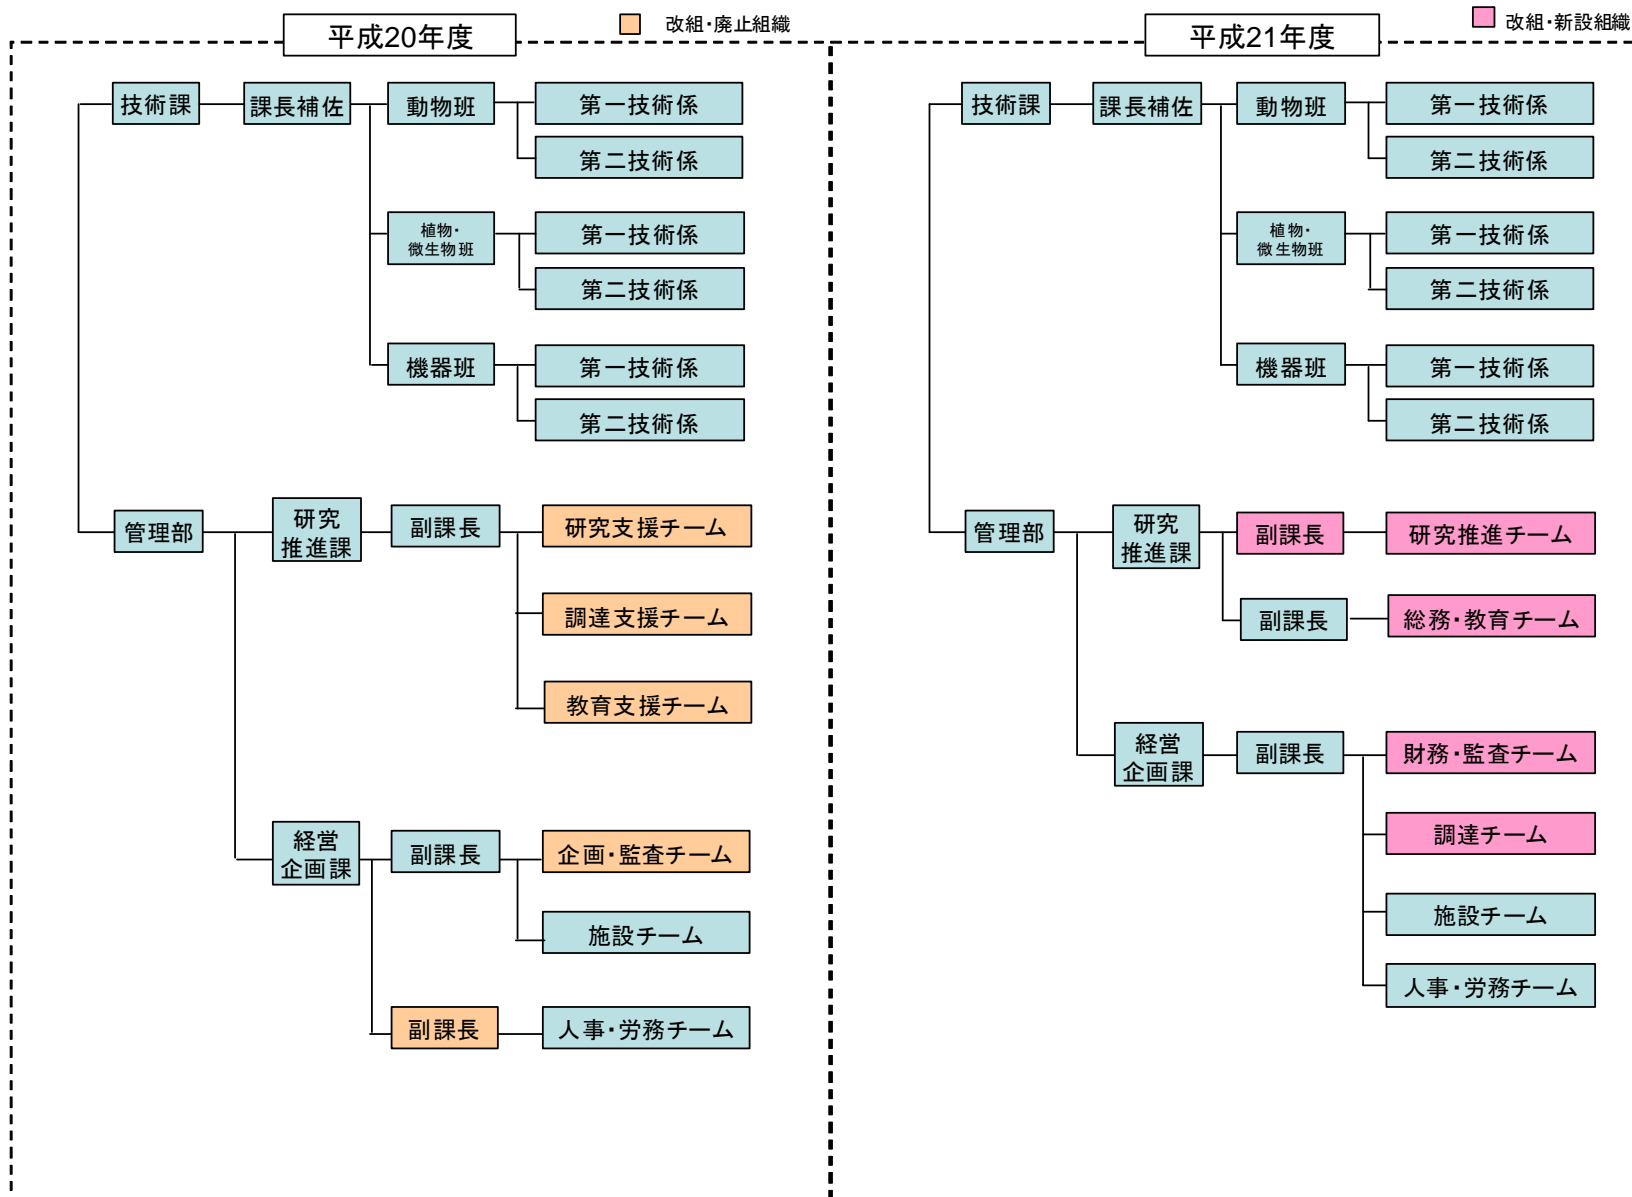 平成20年度
改組・廃止組織
技術課
課長補佐
動物班
第一技術係
第二技術係
植物・
微生物班
第一技術係
第二技術係
機器班
第一技術係
第二技術係
管理部
研究
推進課
副課長
研究支援チーム
調達支援チーム
教育支援チーム
経営
企画課
副課長
企画・監査チーム
施設チーム
副課長
人事・労務チーム
平成21年度
改組・新設組織
技術課
課長補佐
動物班
第一技術係
第二技術係
植物・
微生物班
第一技術係
第二技術係
機器班
第一技術係
第二技術係
管理部
研究
推進課
副課長
研究推進チーム
副課長
総務・教育チーム
経営
企画課
副課長
財務・監査チーム
調達チーム
施設チーム
人事・労務チーム